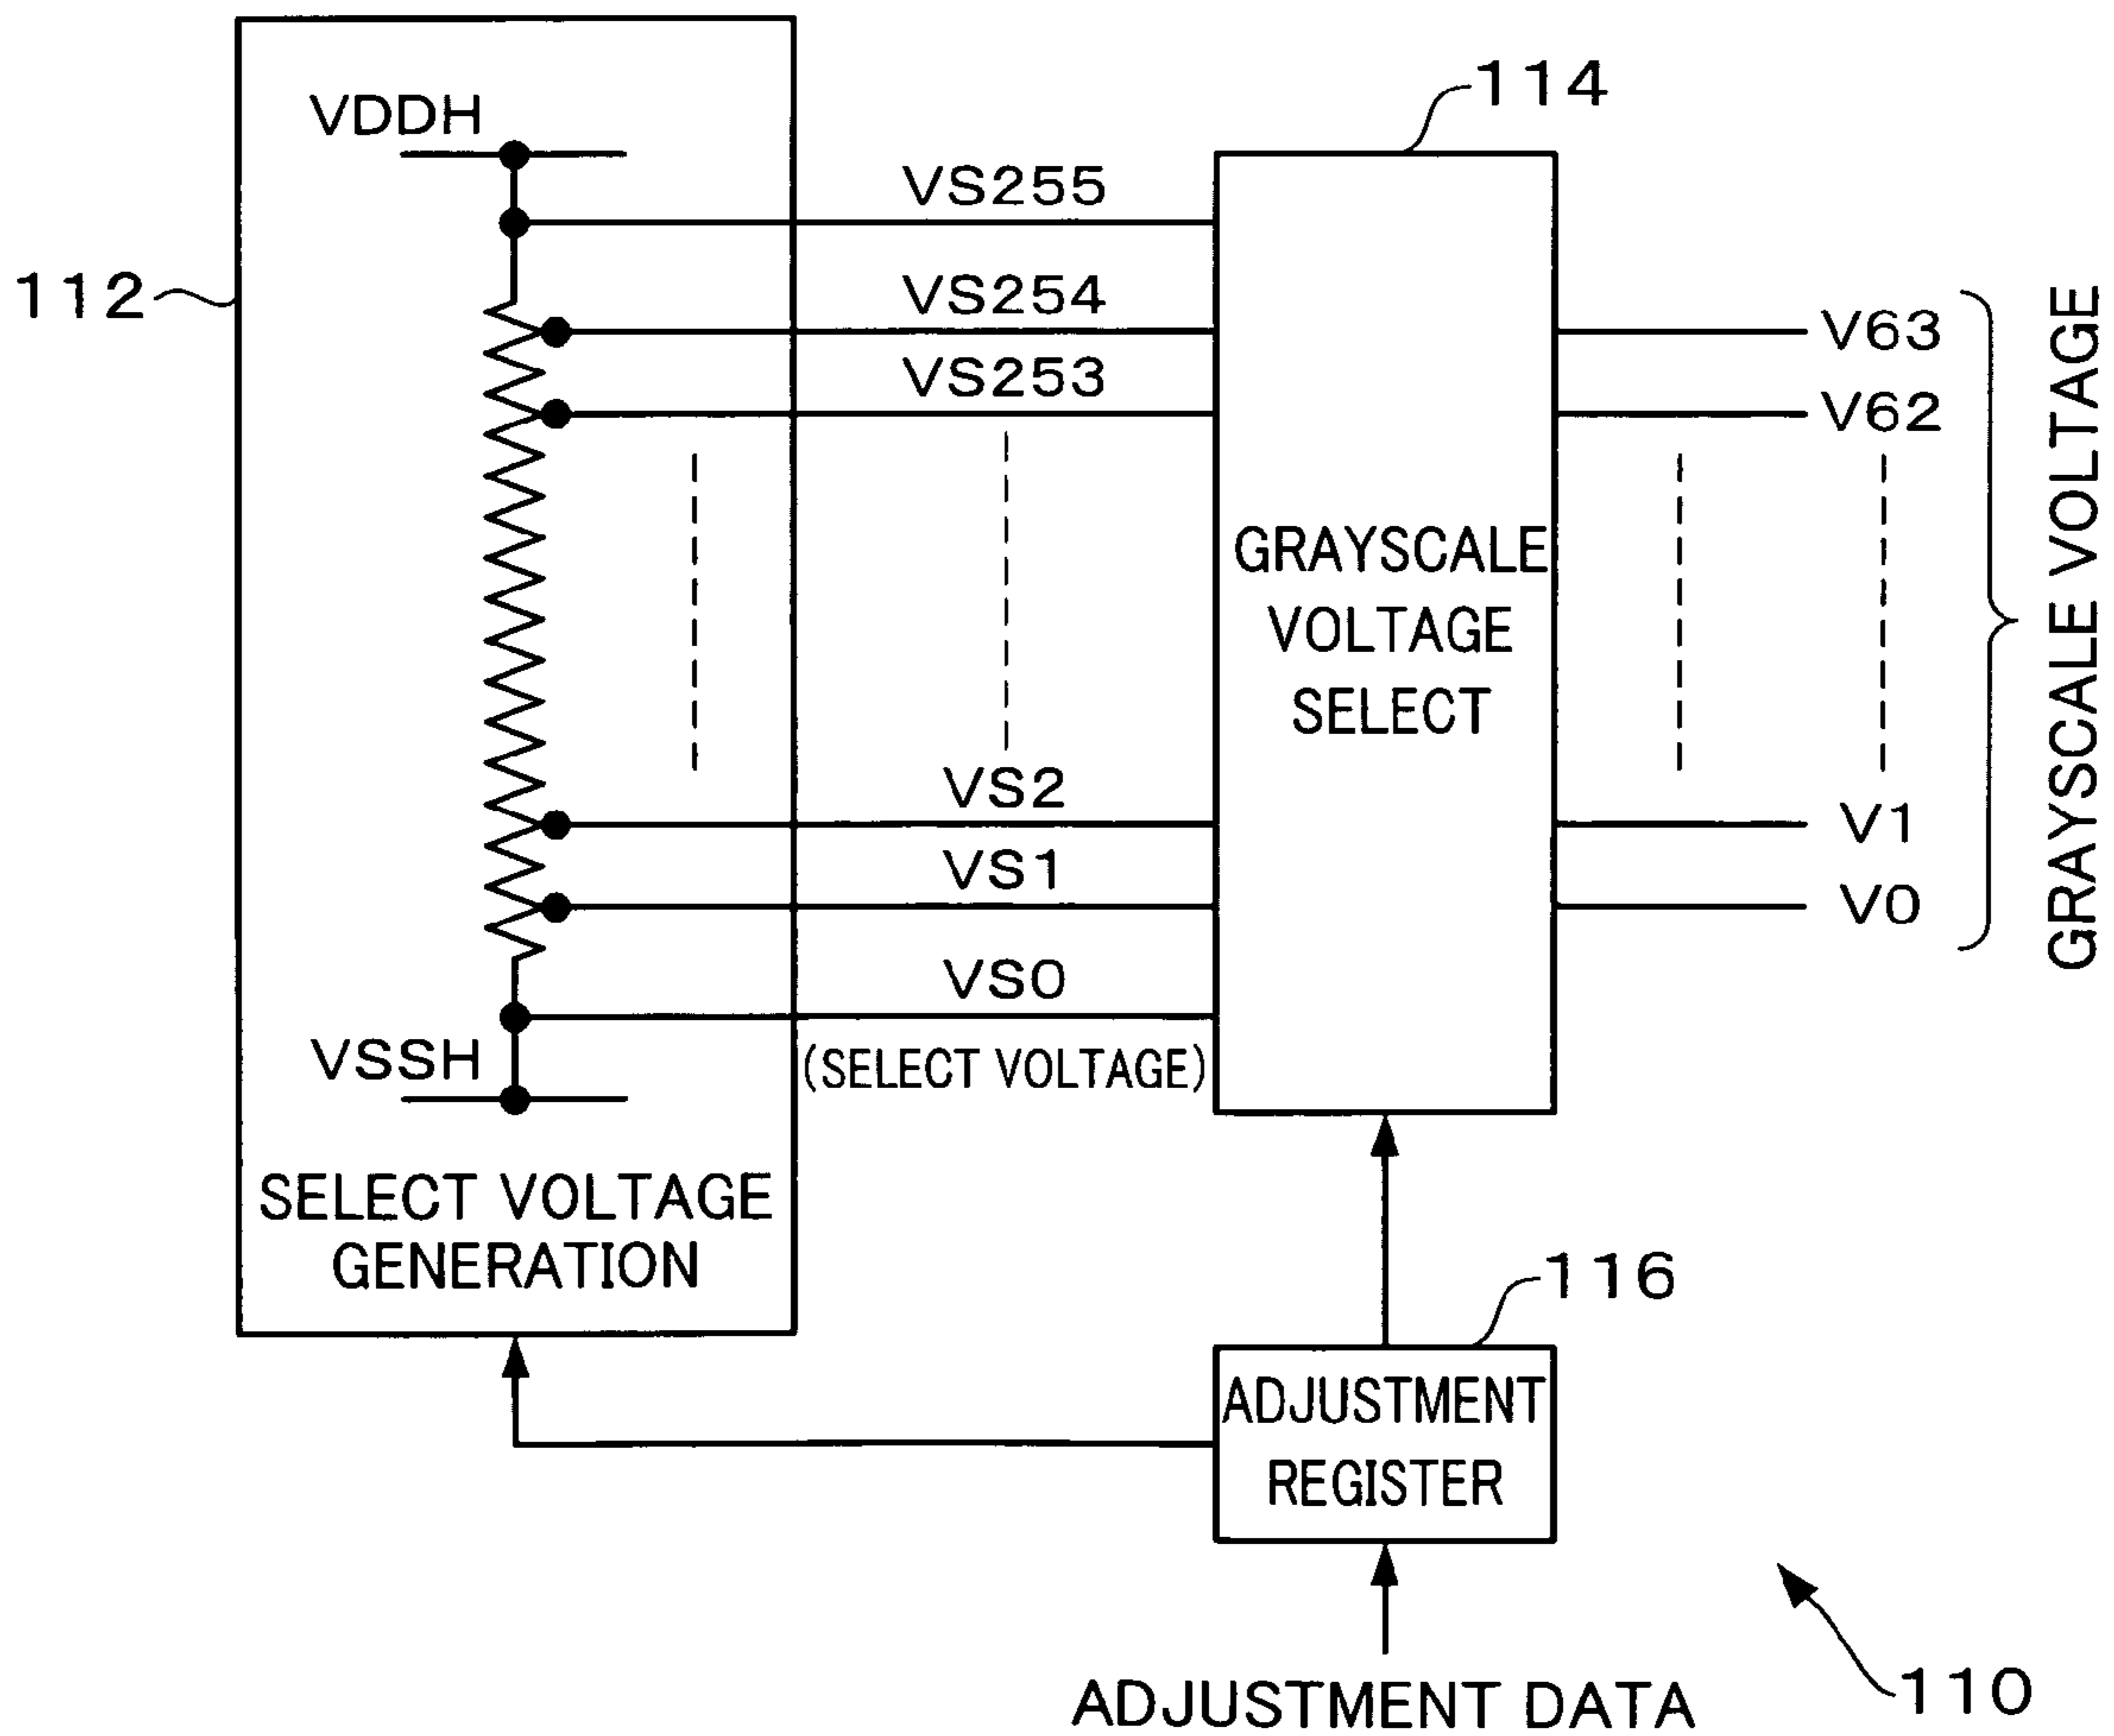 VDDH
114
VS255
112
VS254
V63
VS253
V62
GRAYSCALE
VOLTAGE
SELECT
GRAYSCALE VOLTAGE
VS2
V1
VS1
V0
VS0
VSSH
(SELECT VOLTAGE)
SELECT VOLTAGE
GENERATION
116
ADJUSTMENT
REGISTER
110
ADJUSTMENT DATA